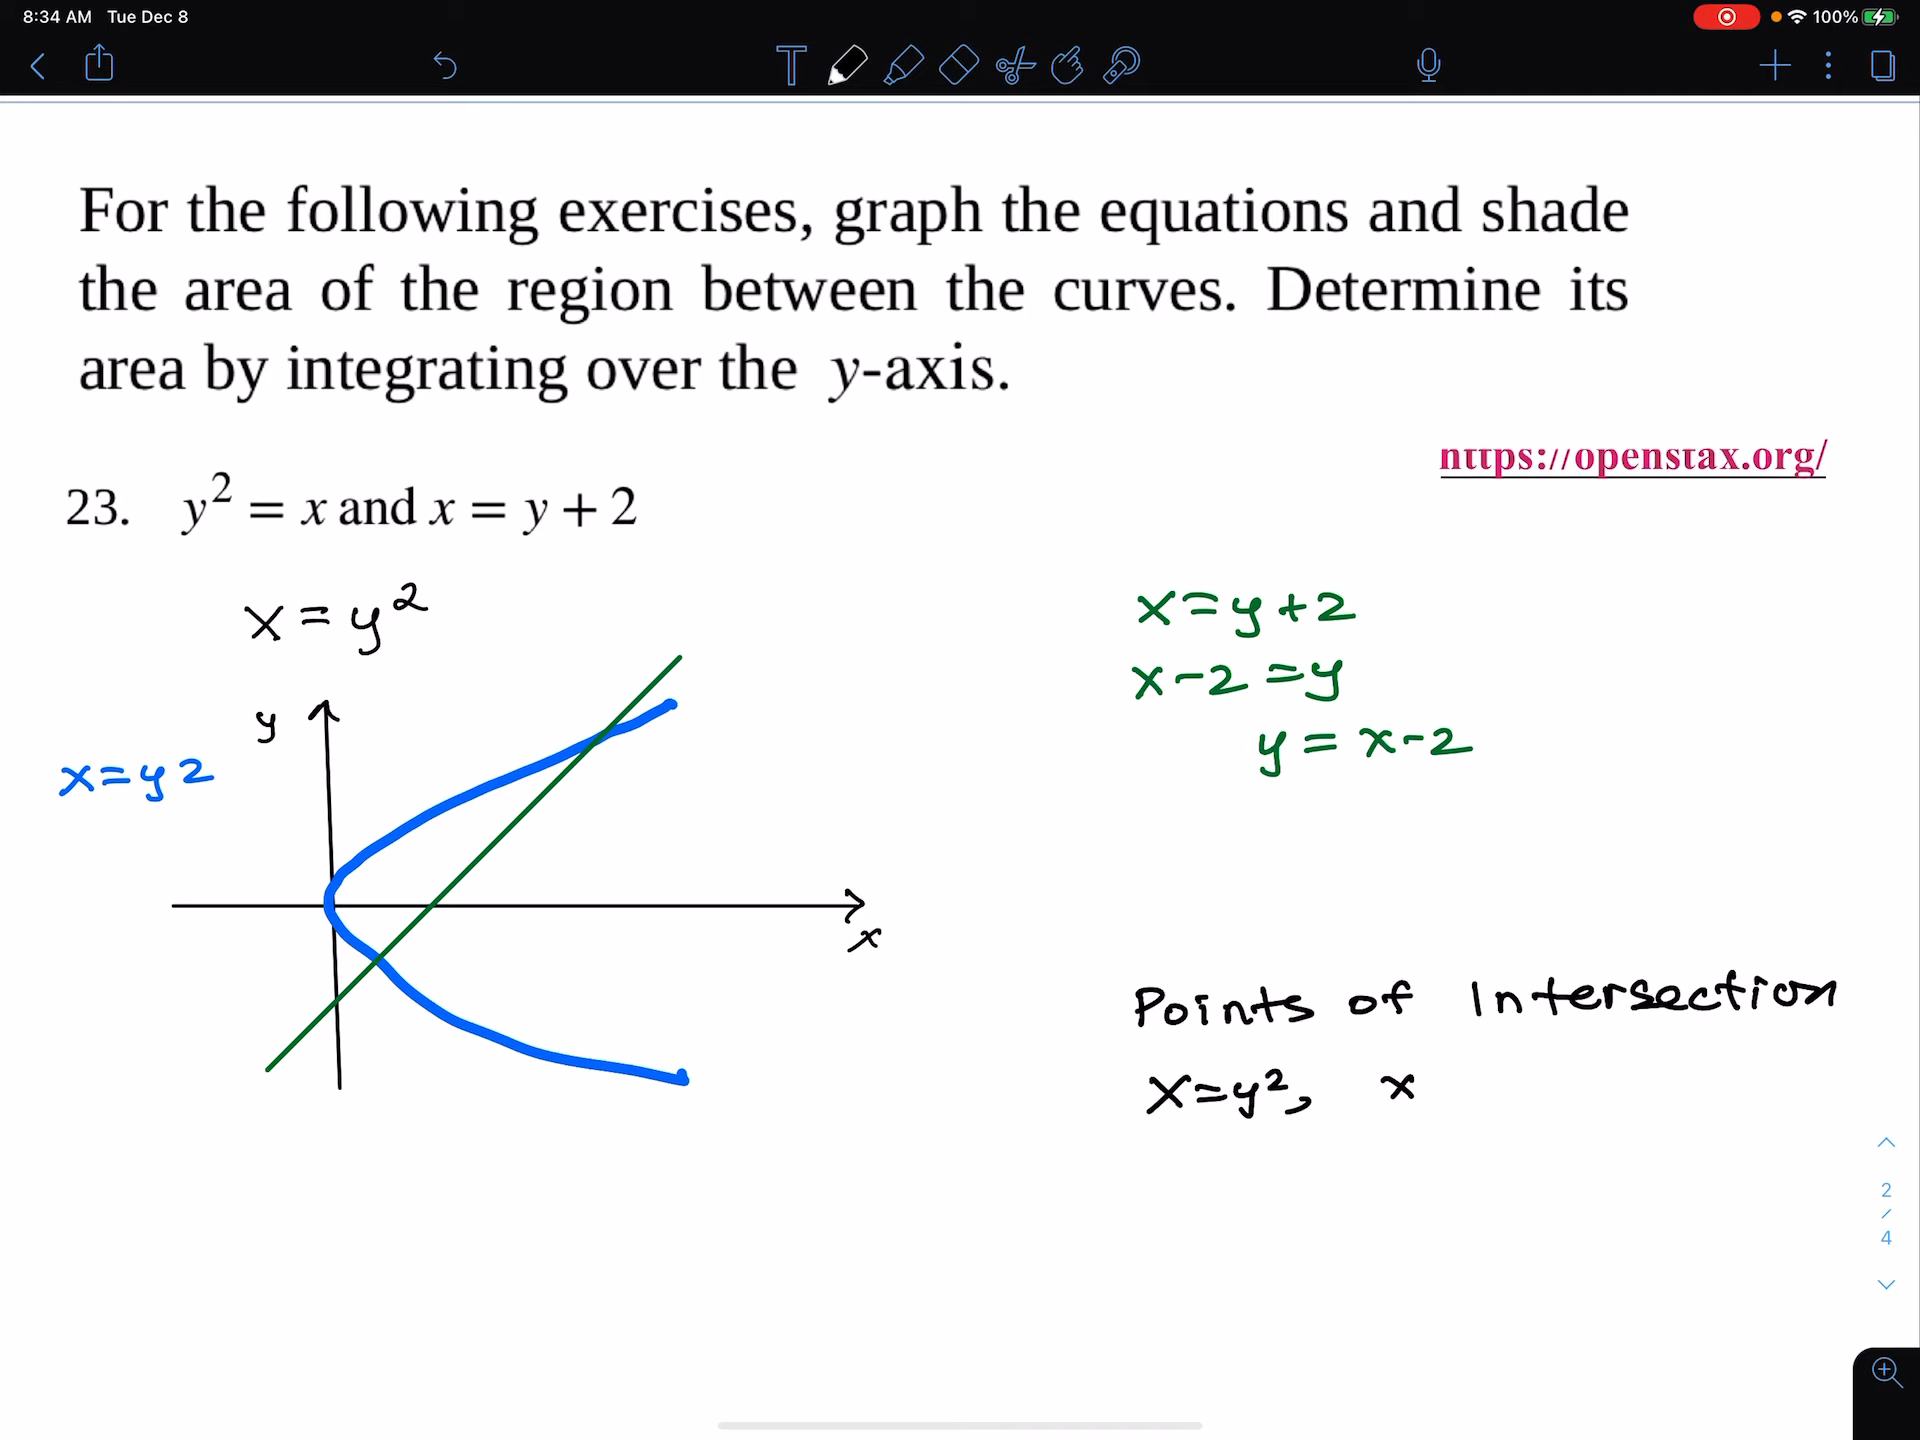 8:34 AM Tue Dec 8
100%
For the following exercises, graph the equations and shade
the area of the region between the curves. Determine its
area by integrating over the y-axis.
https://openstax.org/
23. y² = x and x = y + 2
x = y²
x = y + 2
x - 2 = y
y = x - 2
y
x = y 2
x
Points of Intersection
x = y², x
2
/
4